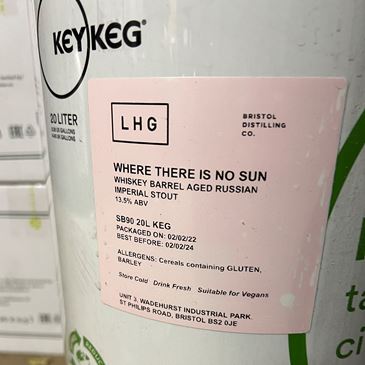 KEYKEG®
20 LITER
LHG
BRISTOL
DISTILLING
CO.
WHERE THERE IS NO SUN
WHISKEY BARREL AGED RUSSIAN
IMPERIAL STOUT
13.5% ABV
SB90 20L KEG
PACKAGED ON: 02/02/22
BEST BEFORE: 02/02/24
ALLERGENS: Cereals containing GLUTEN,
BARLEY
Store Cold Drink Fresh Suitable for Vegans
UNIT 3, WADEHURST INDUSTRIAL PARK
ST PHILIPS ROAD, BRISTOL BS2 0JE
ta
ci